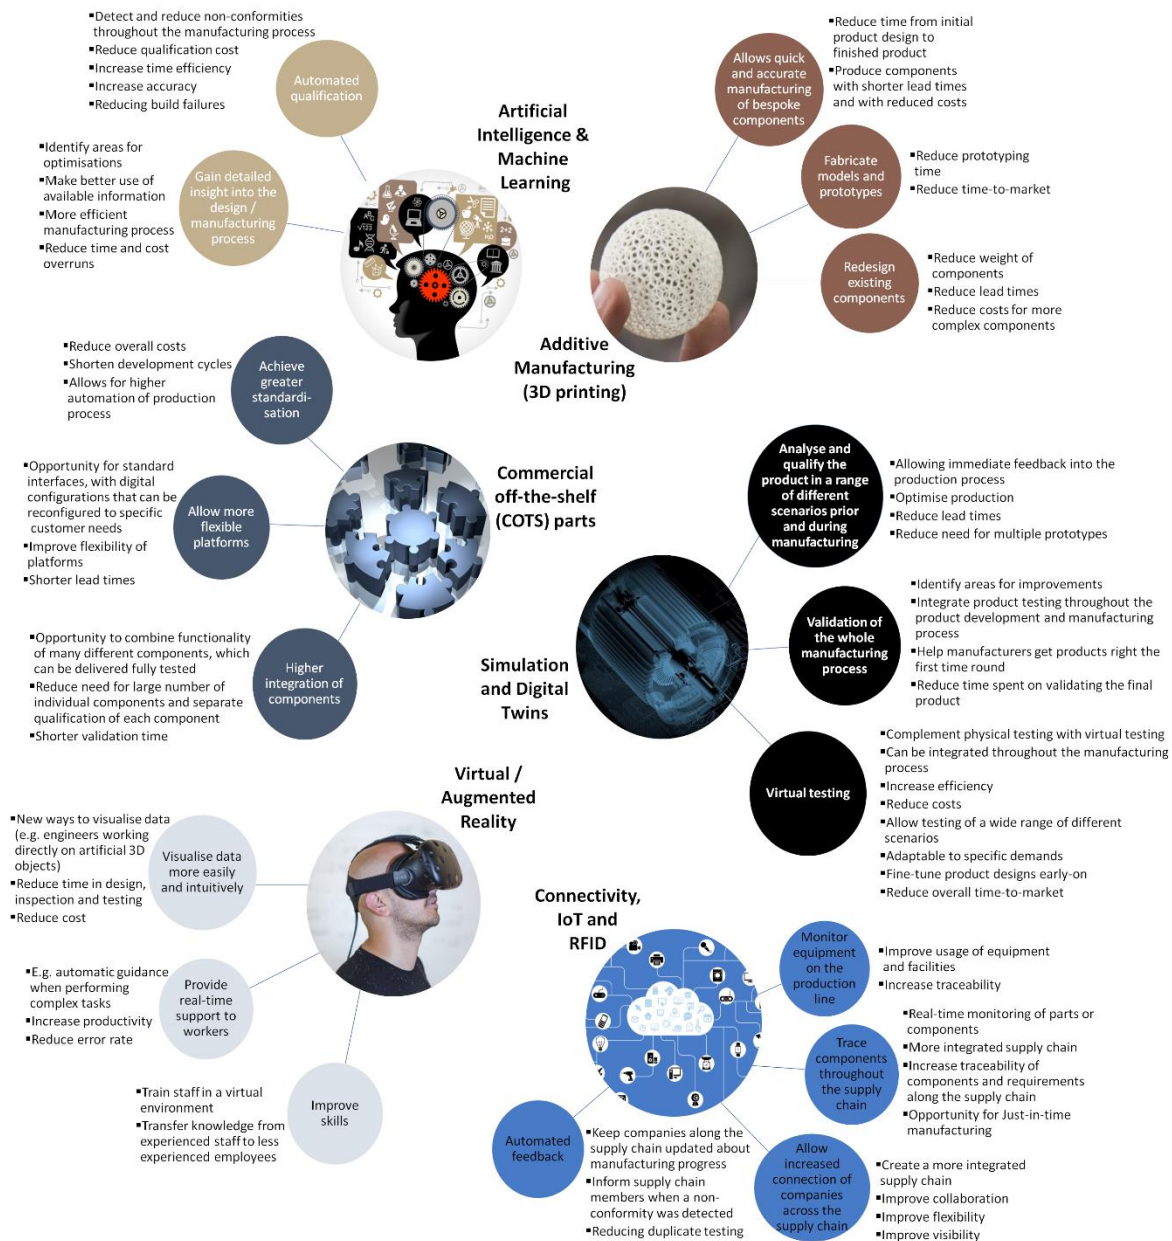 Artificial
Intelligence &
Machine
Learning
Automated
qualification
▪Detect and reduce non-conformities
throughout the manufacturing process
▪Reduce qualification cost
▪Increase time efficiency
▪Increase accuracy
▪Reducing build failures
Gain detailed
insight into the
design /
manufacturing
process
▪Identify areas for
optimisations
▪Make better use of
available information
▪More efficient
manufacturing process
▪Reduce time and cost
overruns
Additive
Manufacturing
(3D printing)
Allows quick
and accurate
manufacturing
of bespoke
components
▪Reduce time from initial
product design to
finished product
▪Produce components
with shorter lead times
and with reduced costs
Fabricate
models and
prototypes
▪Reduce prototyping
time
▪Reduce time-to-market
Redesign
existing
components
▪Reduce weight of
components
▪Reduce lead times
▪Reduce costs for more
complex components
Commercial
off-the-shelf
(COTS) parts
Achieve
greater
standardi-
sation
▪Reduce overall costs
▪Shorten development cycles
▪Allows for higher
automation of production
process
Allow more
flexible
platforms
▪Opportunity for standard
interfaces, with digital
configurations that can be
reconfigured to specific
customer needs
▪Improve flexibility of
platforms
▪Shorter lead times
Higher
integration of
components
▪Opportunity to combine functionality
of many different components, which
can be delivered fully tested
▪Reduce need for large number of
individual components and separate
qualification of each component
▪Shorter validation time
Simulation
and Digital
Twins
Analyse and
qualify the
product in a range
of different
scenarios prior
and during
manufacturing
▪Allowing immediate feedback into the
production process
▪Optimise production
▪Reduce lead times
▪Reduce need for multiple prototypes
Validation of
the whole
manufacturing
process
▪Identify areas for improvements
▪Integrate product testing throughout the
product development and manufacturing
process
▪Help manufacturers get products right the
first time round
▪Reduce time spent on validating the final
product
Virtual testing
▪Complement physical testing with virtual testing
▪Can be integrated throughout the manufacturing
process
▪Increase efficiency
▪Reduce costs
▪Allow testing of a wide range of different
scenarios
▪Adaptable to specific demands
▪Fine-tune product designs early-on
▪Reduce overall time-to-market
Virtual /
Augmented
Reality
Visualise data
more easily
and intuitively
▪New ways to visualise data
(e.g. engineers working
directly on artificial 3D
objects)
▪Reduce time in design,
inspection and testing
▪Reduce cost
Provide
real-time
support to
workers
▪E.g. automatic guidance
when performing
complex tasks
▪Increase productivity
▪Reduce error rate
Improve
skills
▪Train staff in a virtual
environment
▪Transfer knowledge from
experienced staff to less
experienced employees
Connectivity,
IoT and
RFID
Monitor
equipment on
the production
line
▪Improve usage of equipment
and facilities
▪Increase traceability
Trace
components
throughout
the supply
chain
▪Real-time monitoring of parts or
components
▪More integrated supply chain
▪Increase traceability of
components and requirements
along the supply chain
▪Opportunity for Just-in-time
manufacturing
Automated
feedback
▪Keep companies along the
supply chain updated about
manufacturing progress
▪Inform supply chain
members when a non-
conformity was detected
▪Reducing duplicate testing
Allow
increased
connection of
companies
across the
supply chain
▪Create a more integrated
supply chain
▪Improve collaboration
▪Improve flexibility
▪Improve visibility